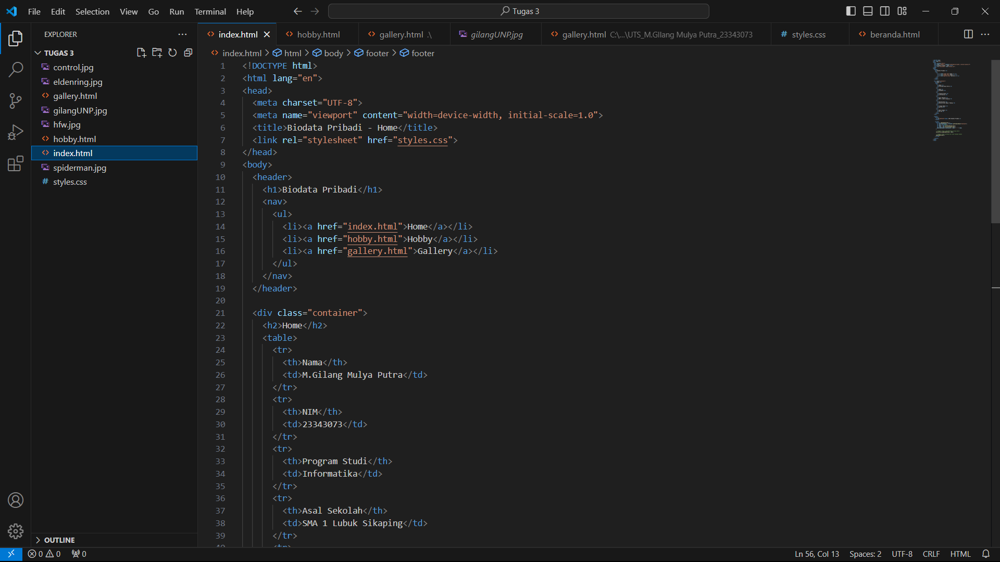 File Edit Selection View Go Run Terminal Help
Tugas 3
EXPLORER
TUGAS 3
control.jpg
eldenring.jpg
gallery.html
gilangUNP.jpg
hfw.jpg
hobby.html
index.html
spiderman.jpg
styles.css
OUTLINE
index.html hobby.html gallery.html .\ gilangUNP.jpg gallery.html C:\...\UTS_M.GIlang Mulya Putra_23343073 styles.css beranda.html
index.html > html > body > footer > footer
1 <!DOCTYPE html>
2 <html lang="en">
3 <head>
4 <meta charset="UTF-8">
5 <meta name="viewport" content="width=device-width, initial-scale=1.0">
6 <title>Biodata Pribadi - Home</title>
7 <link rel="stylesheet" href="styles.css">
8 </head>
9 <body>
10 <header>
11 <h1>Biodata Pribadi</h1>
12 <nav>
13 <ul>
14 <li><a href="index.html">Home</a></li>
15 <li><a href="hobby.html">Hobby</a></li>
16 <li><a href="gallery.html">Gallery</a></li>
17 </ul>
18 </nav>
19 </header>
20
21 <div class="container">
22 <h2>Home</h2>
23 <table>
24 <tr>
25 <th>Nama</th>
26 <td>M.Gilang Mulya Putra</td>
27 </tr>
28 <tr>
29 <th>NIM</th>
30 <td>23343073</td>
31 </tr>
32 <tr>
33 <th>Program Studi</th>
34 <td>Informatika</td>
35 </tr>
36 <tr>
37 <th>Asal Sekolah</th>
38 <td>SMA 1 Lubuk Sikaping</td>
39 </tr>
0 0 0 Ln 56, Col 13 Spaces: 2 UTF-8 CRLF HTML